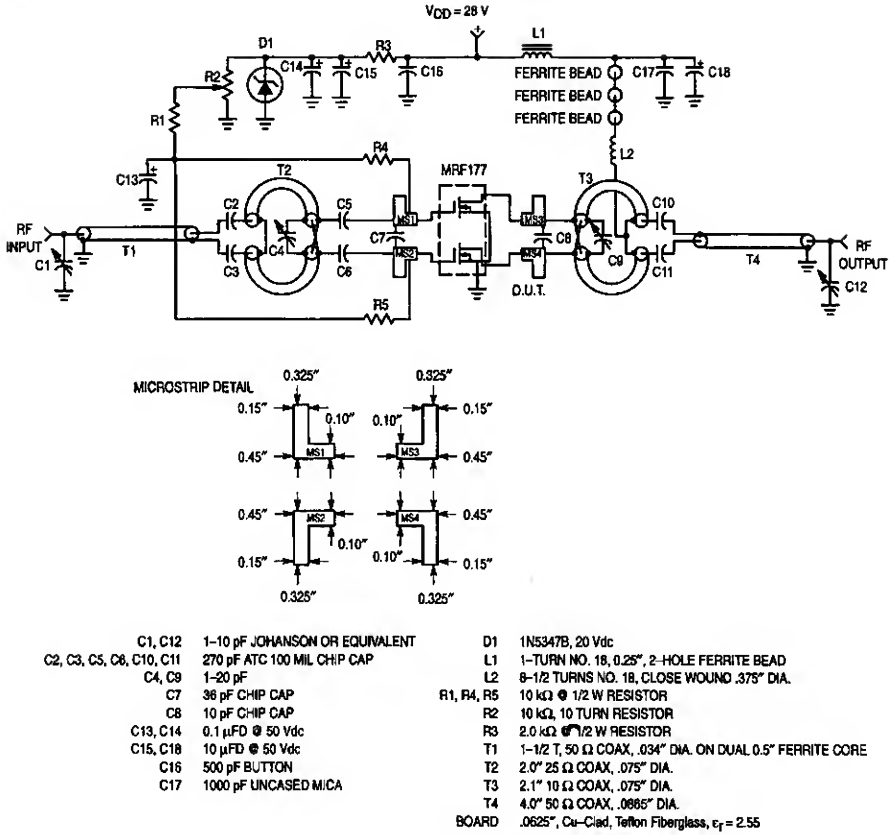 V_DD = 28 V
L1
D1
R3
C14
C15
C16
FERRITE BEAD
FERRITE BEAD
FERRITE BEAD
C17
C18
R2
R1
R4
MRF177
L2
C13
T2
T3
C2
C5
MS1
MS3
C10
RF INPUT
T1
C4
C7
C8
C9
T4
RF OUTPUT
C1
C3
C6
MS2
MS4
C11
C12
D.U.T.
R5
MICROSTRIP DETAIL
0.325″
0.325″
0.15″
0.10″
0.10″
0.15″
0.45″
MS1
MS3
0.45″
0.45″
MS2
MS4
0.45″
0.10″
0.10″
0.15″
0.15″
0.325″
0.325″
C1, C12 1–10 pF JOHANSON OR EQUIVALENT
C2, C3, C5, C6, C10, C11 270 pF ATC 100 MIL CHIP CAP
C4, C9 1–20 pF
C7 36 pF CHIP CAP
C8 10 pF CHIP CAP
C13, C14 0.1 µFD @ 50 Vdc
C15, C18 10 µFD @ 50 Vdc
C16 500 pF BUTTON
C17 1000 pF UNCASED MICA
D1 1N5347B, 20 Vdc
L1 1–TURN NO. 18, 0.25″, 2–HOLE FERRITE BEAD
L2 8–1/2 TURNS NO. 18, CLOSE WOUND .375″ DIA.
R1, R4, R5 10 kΩ @ 1/2 W RESISTOR
R2 10 kΩ, 10 TURN RESISTOR
R3 2.0 kΩ @ 1/2 W RESISTOR
T1 1–1/2 T, 50 Ω COAX, .034″ DIA. ON DUAL 0.5″ FERRITE CORE
T2 2.0″ 25 Ω COAX, .075″ DIA.
T3 2.1″ 10 Ω COAX, .075″ DIA.
T4 4.0″ 50 Ω COAX, .0865″ DIA.
BOARD .0625″, Cu–Clad, Teflon Fiberglass, ε_r = 2.55